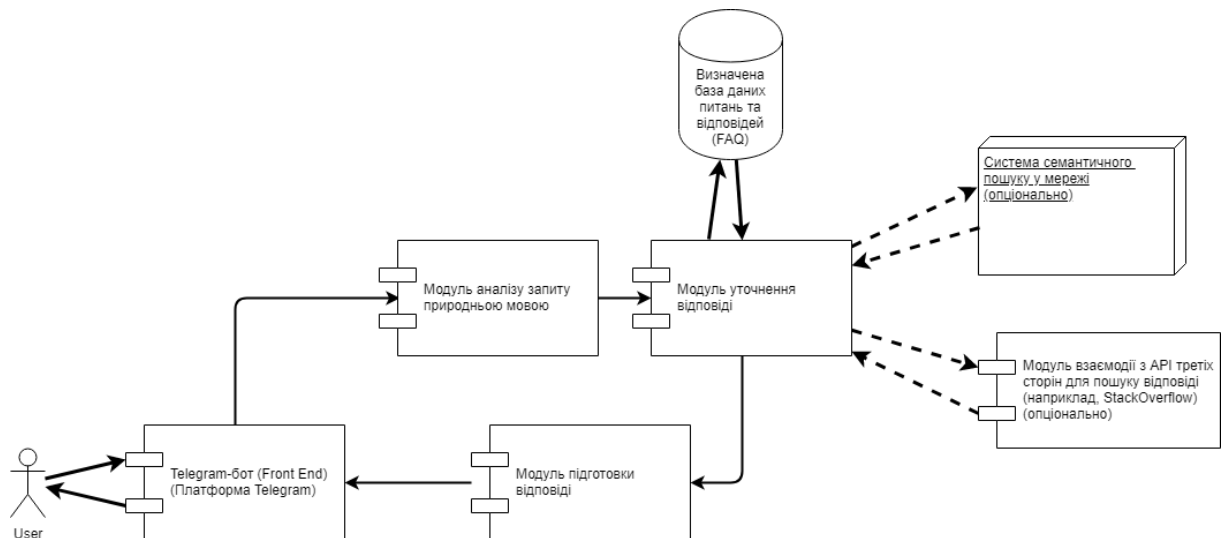 Визначена
база даних
питань та
відповідей
(FAQ)
Система семантичного
пошуку у мережі
(опціонально)
Модуль аналізу запиту
природньою мовою
Модуль уточнення
відповіді
Модуль взаємодії з API третіх
сторін для пошуку відповіді
(наприклад, StackOverflow)
(опціонально)
Telegram-бот (Front End)
(Платформа Telegram)
Модуль підготовки
відповіді
User